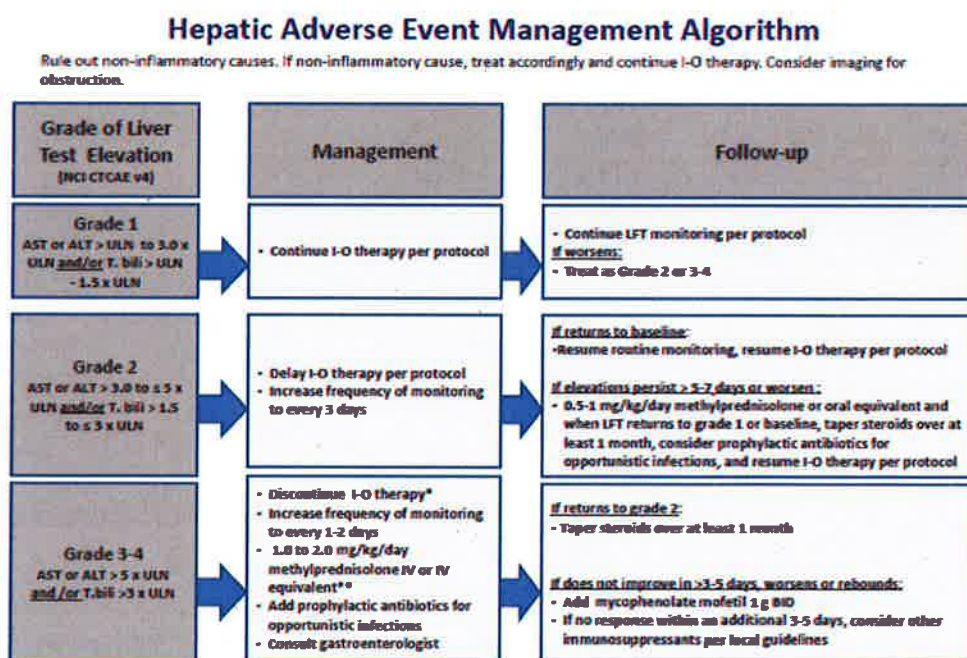 Hepatic Adverse Event Management Algorithm
Rule out non-inflammatory causes. If non-inflammatory cause, treat accordingly and continue I-O therapy. Consider imaging for
obstruction.
Grade of Liver
Test Elevation
(NCI CTCAE v4)
Management
Follow-up
Grade 1
AST or ALT > ULN to 3.0 x
ULN and/or T. bili > ULN
- 1.5 x ULN
• Continue I-O therapy per protocol
• Continue LFT monitoring per protocol
If worsens:
• Treat as Grade 2 or 3-4
Grade 2
AST or ALT > 3.0 to ≤ 5 x
ULN and/or T. bili > 1.5
to ≤ 3 x ULN
• Delay I-O therapy per protocol
• Increase frequency of monitoring
to every 3 days
If returns to baseline:
•Resume routine monitoring, resume I-O therapy per protocol
If elevations persist > 5-7 days or worsen :
• 0.5-1 mg/kg/day methylprednisolone or oral equivalent and
when LFT returns to grade 1 or baseline, taper steroids over at
least 1 month, consider prophylactic antibiotics for
opportunistic infections, and resume I-O therapy per protocol
Grade 3-4
AST or ALT > 5 x ULN
and /or T.bili >3 x ULN
• Discontinue I-O therapy*
• Increase frequency of monitoring
to every 1-2 days
• 1.0 to 2.0 mg/kg/day
methylprednisolone IV or IV
equivalent**
• Add prophylactic antibiotics for
opportunistic infections
• Consult gastroenterologist
If returns to grade 2:
• Taper steroids over at least 1 month
If does not improve in >3-5 days, worsens or rebounds:
• Add mycophenolate mofetil 1 g BID
• If no response within an additional 3-5 days, consider other
immunosuppressants per local guidelines